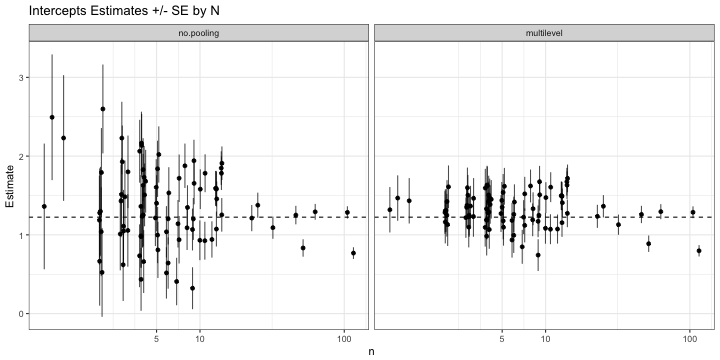 Intercepts Estimates +/- SE by N
no.pooling
multilevel
Estimate
3
2
1
0
5
10
100
5
10
100
n